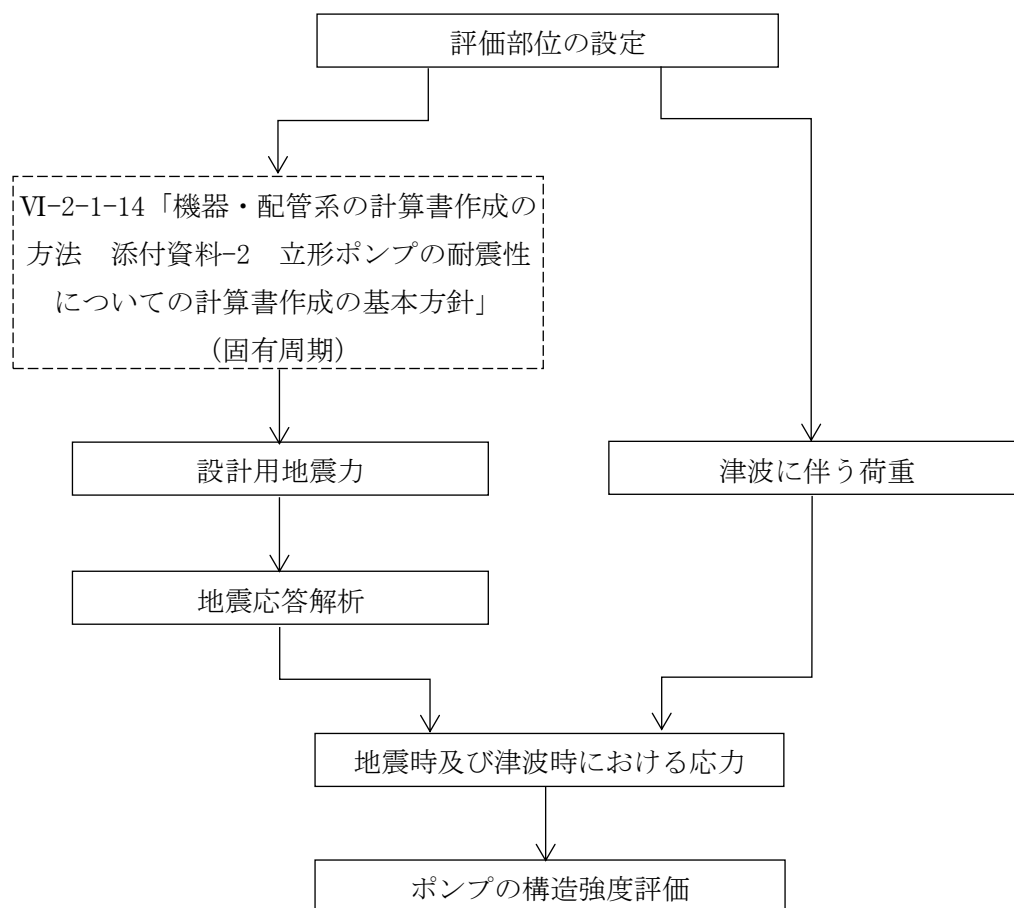 評価部位の設定
Ⅵ-2-1-14「機器・配管系の計算書作成の
方法　添付資料-2　立形ポンプの耐震性
についての計算書作成の基本方針」
(固有周期)
設計用地震力
津波に伴う荷重
地震応答解析
地震時及び津波時における応力
ポンプの構造強度評価